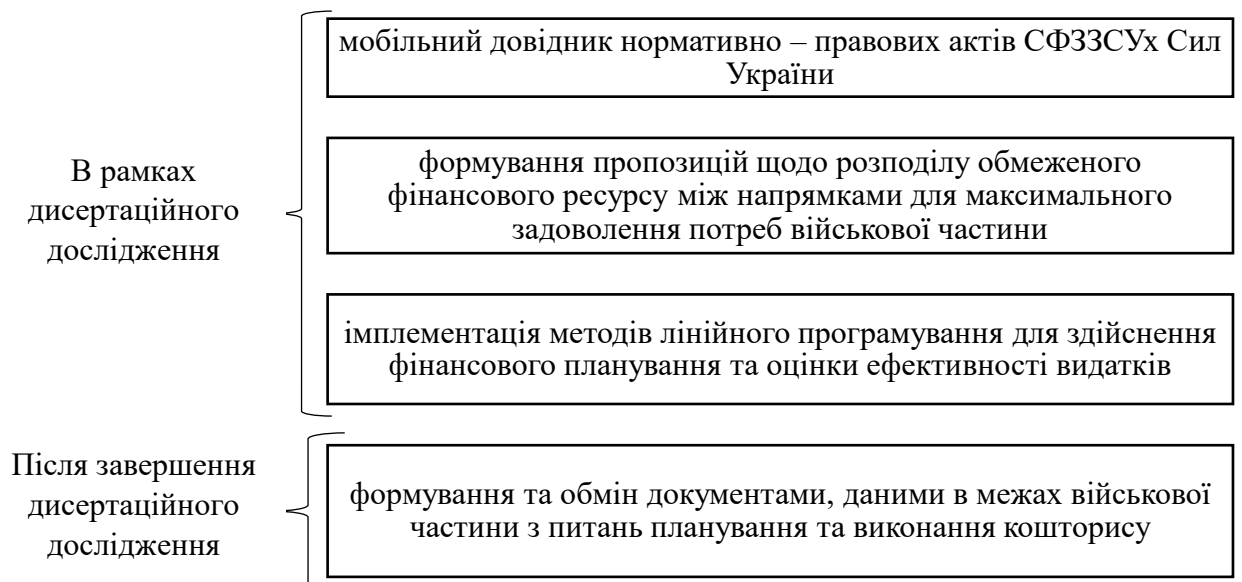 мобільний довідник нормативно – правових актів СФЗЗСУх Сил
України
В рамках
дисертаційного
дослідження
формування пропозицій щодо розподілу обмеженого
фінансового ресурсу між напрямками для максимального
задоволення потреб військової частини
імплементація методів лінійного програмування для здійснення
фінансового планування та оцінки ефективності видатків
Після завершення
дисертаційного
дослідження
формування та обмін документами, даними в межах військової
частини з питань планування та виконання кошторису